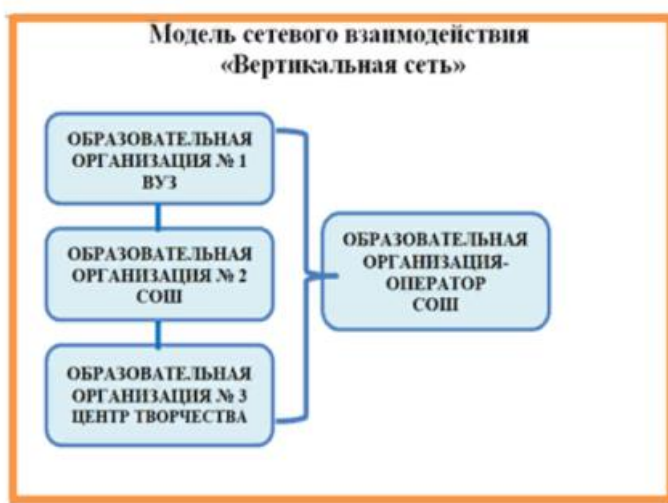 Модель сетевого взаимодействия
«Вертикальная сеть»
ОБРАЗОВАТЕЛЬНАЯ
ОРГАНИЗАЦИЯ № 1
ВУЗ
ОБРАЗОВАТЕЛЬНАЯ
ОРГАНИЗАЦИЯ № 2
СОШ
ОБРАЗОВАТЕЛЬНАЯ
ОРГАНИЗАЦИЯ № 3
ЦЕНТР ТВОРЧЕСТВА
ОБРАЗОВАТЕЛЬНАЯ
ОРГАНИЗАЦИЯ-
ОПЕРАТОР
СОШ